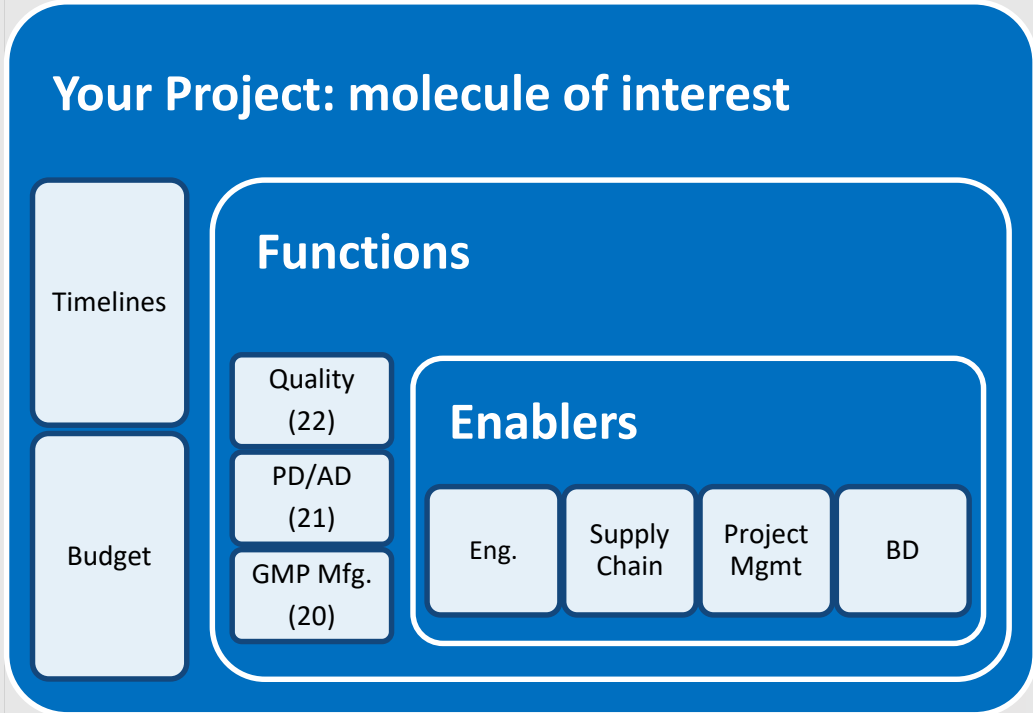 Your Project: molecule of interest
Timelines
Budget
Functions
Quality
(22)
PD/AD
(21)
GMP Mfg.
(20)
Enablers
Eng.
Supply
Chain
Project
Mgmt
BD